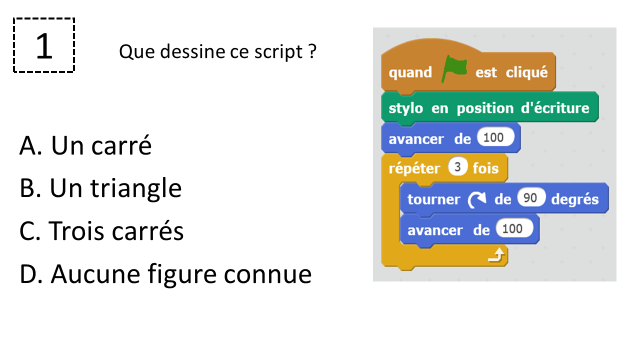 1
Que dessine ce script ?
A. Un carré
B. Un triangle
C. Trois carrés
D. Aucune figure connue
quand est cliqué
stylo en position d'écriture
avancer de 100
répéter 3 fois
tourner de 90 degrés
avancer de 100